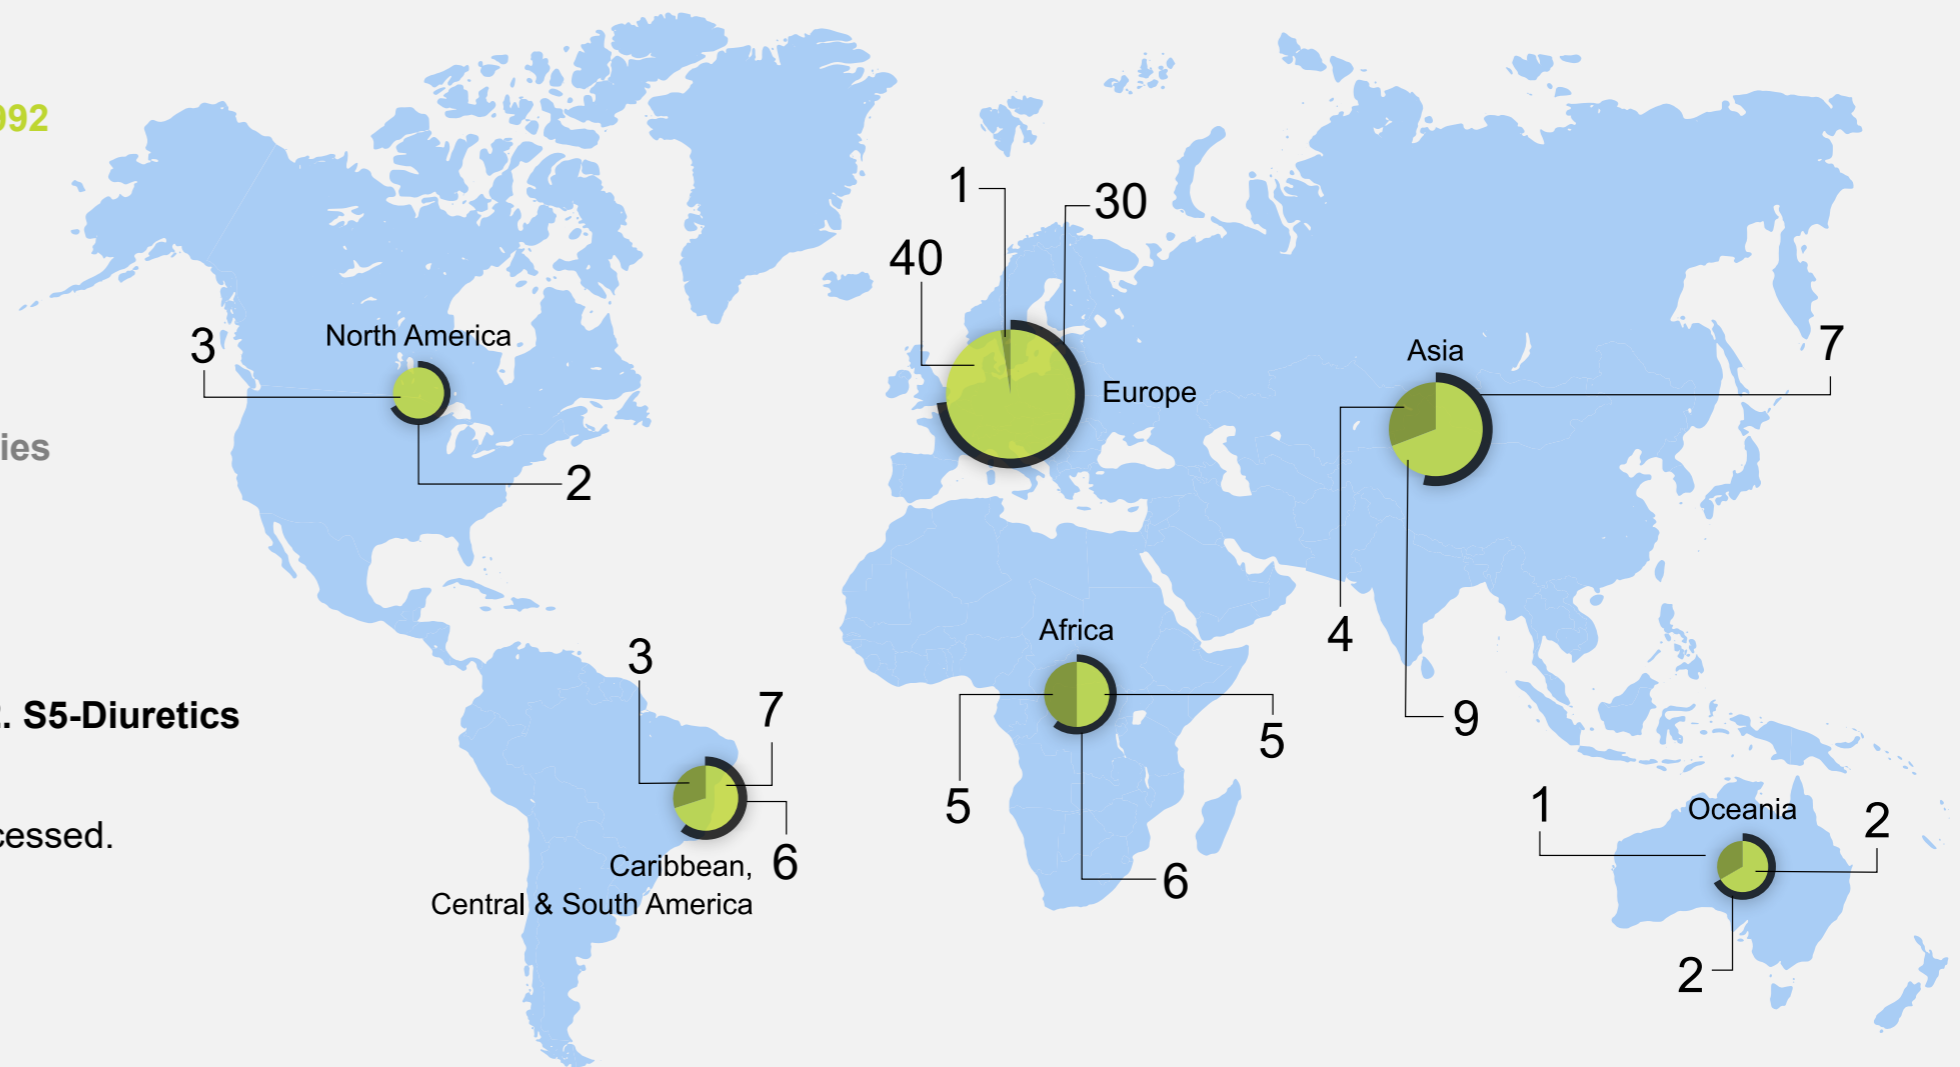 992
1
30
40
3
North America
Asia
7
Europe
ies
2
4
Africa
3
7
9
. S5-Diuretics
5
5
1
Oceania
2
cessed.
Caribbean,
6
Central & South America
6
2